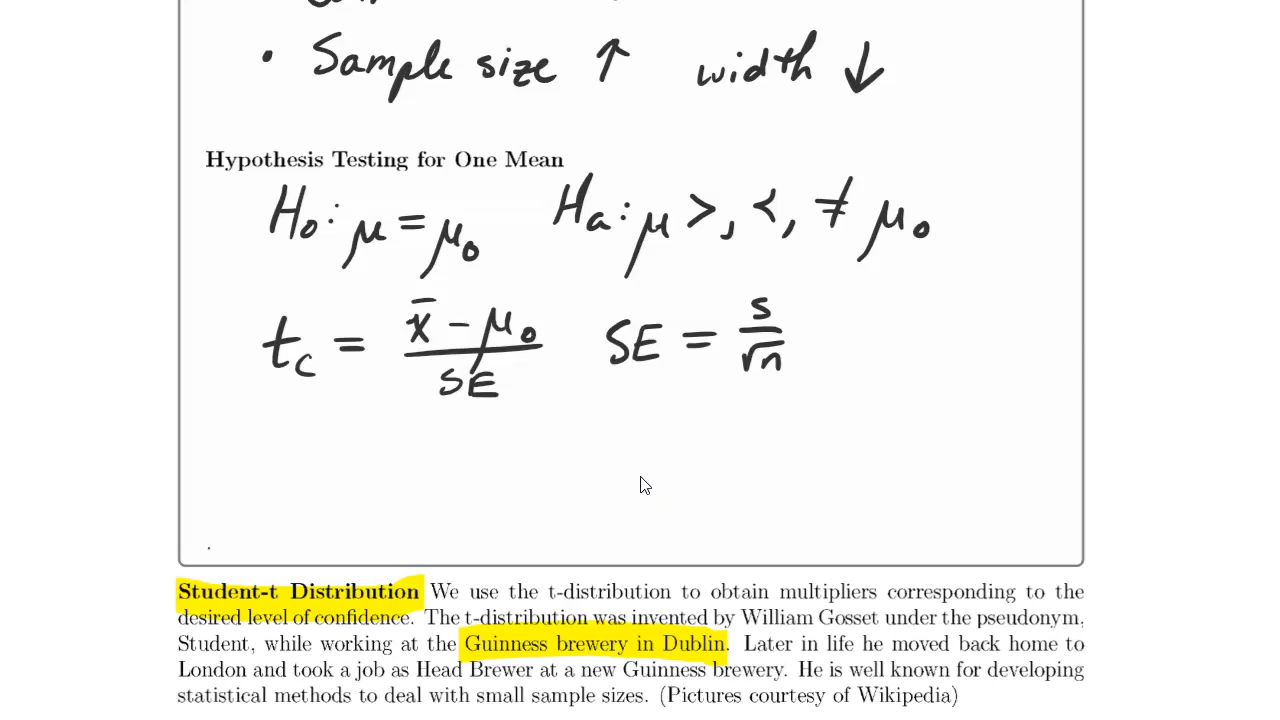 • Sample size ↑ width ↓
Hypothesis Testing for One Mean
H₀: μ = μ₀ Hₐ: μ >, <, ≠ μ₀
t_c = (x̄ − μ₀)/SE SE = s/√n
.
Student-t Distribution We use the t-distribution to obtain multipliers corresponding to the
desired level of confidence. The t-distribution was invented by William Gosset under the pseudonym,
Student, while working at the Guinness brewery in Dublin. Later in life he moved back home to
London and took a job as Head Brewer at a new Guinness brewery. He is well known for developing
statistical methods to deal with small sample sizes. (Pictures courtesy of Wikipedia)